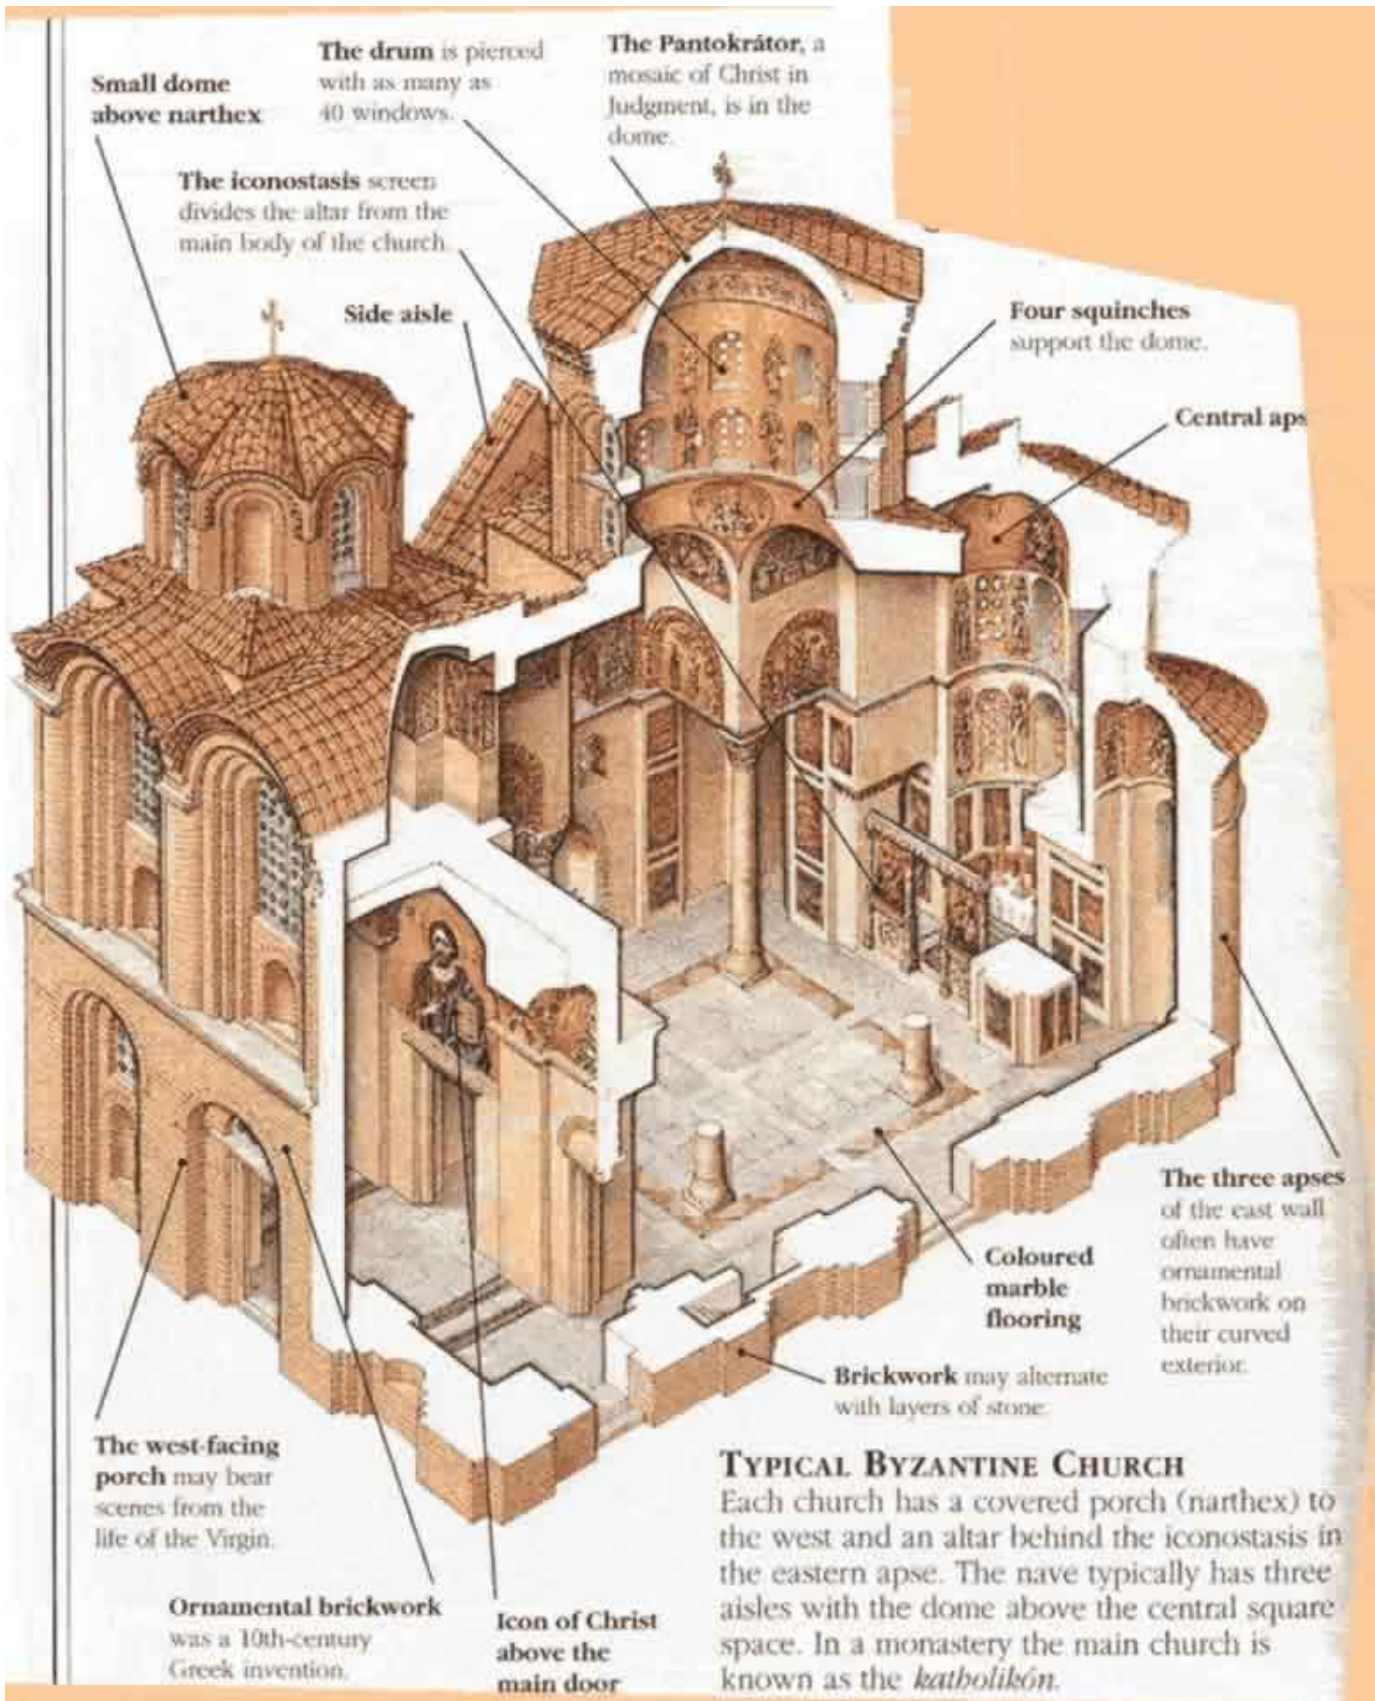 Small dome
above narthex
The drum is pierced
with as many as
40 windows.
The Pantokrátor, a
mosaic of Christ in
Judgment, is in the
dome.
The iconostasis screen
divides the altar from the
main body of the church.
Side aisle
Four squinches
support the dome.
Central aps
The three apses
of the east wall
often have
ornamental
brickwork on
their curved
exterior.
Coloured
marble
flooring
Brickwork may alternate
with layers of stone.
The west-facing
porch may bear
scenes from the
life of the Virgin.
Ornamental brickwork
was a 10th-century
Greek invention.
Icon of Christ
above the
main door
TYPICAL BYZANTINE CHURCH
Each church has a covered porch (narthex) to
the west and an altar behind the iconostasis in
the eastern apse. The nave typically has three
aisles with the dome above the central square
space. In a monastery the main church is
known as the katholikón.